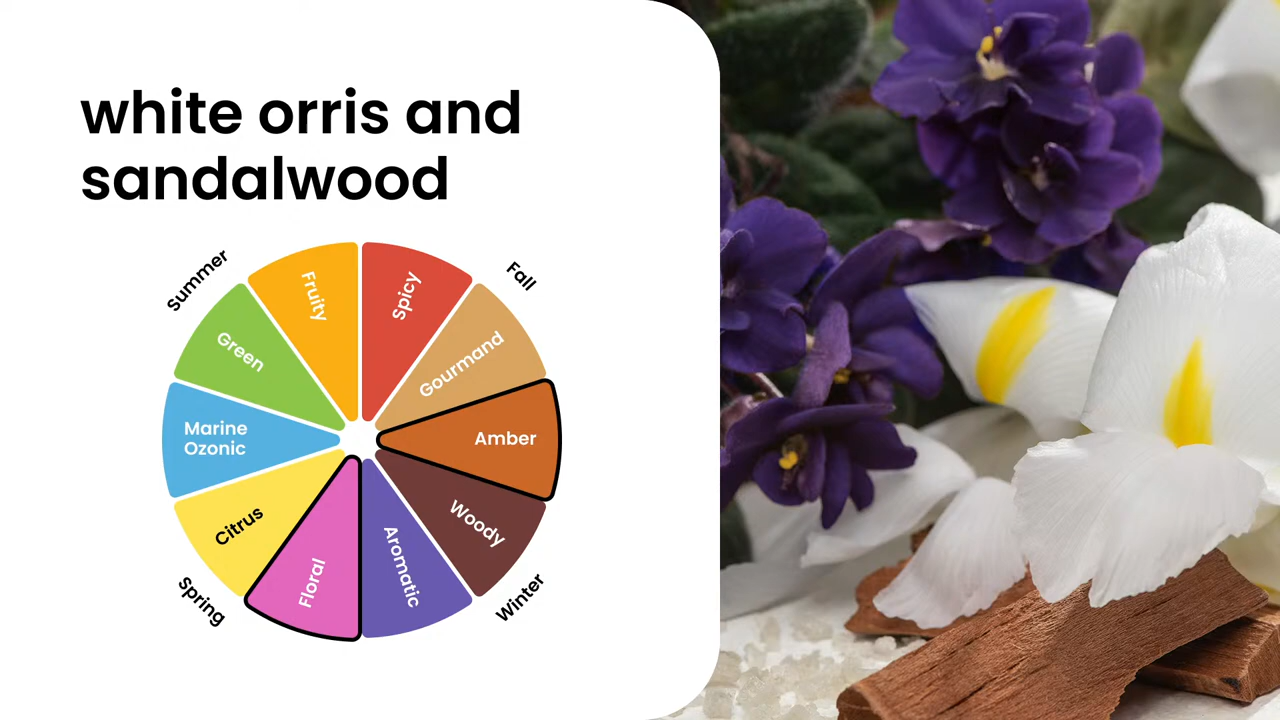 white orris and
sandalwood
Summer
Fall
Fruity
Spicy
Green
Gourmand
Marine
Ozonic
Amber
Citrus
Woody
Floral
Aromatic
Spring
Winter